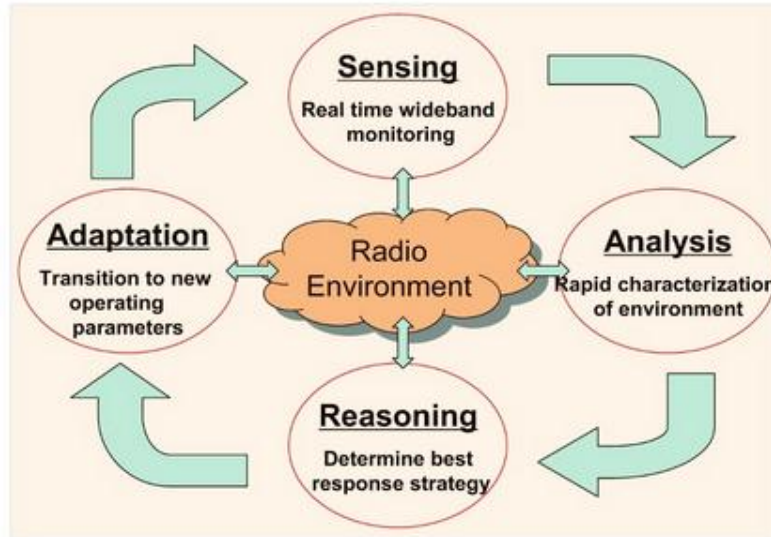 Sensing
Real time wideband
monitoring
Adaptation
Transition to new
operating
parameters
Radio
Environment
Analysis
Rapid characterization
of environment
Reasoning
Determine best
response strategy